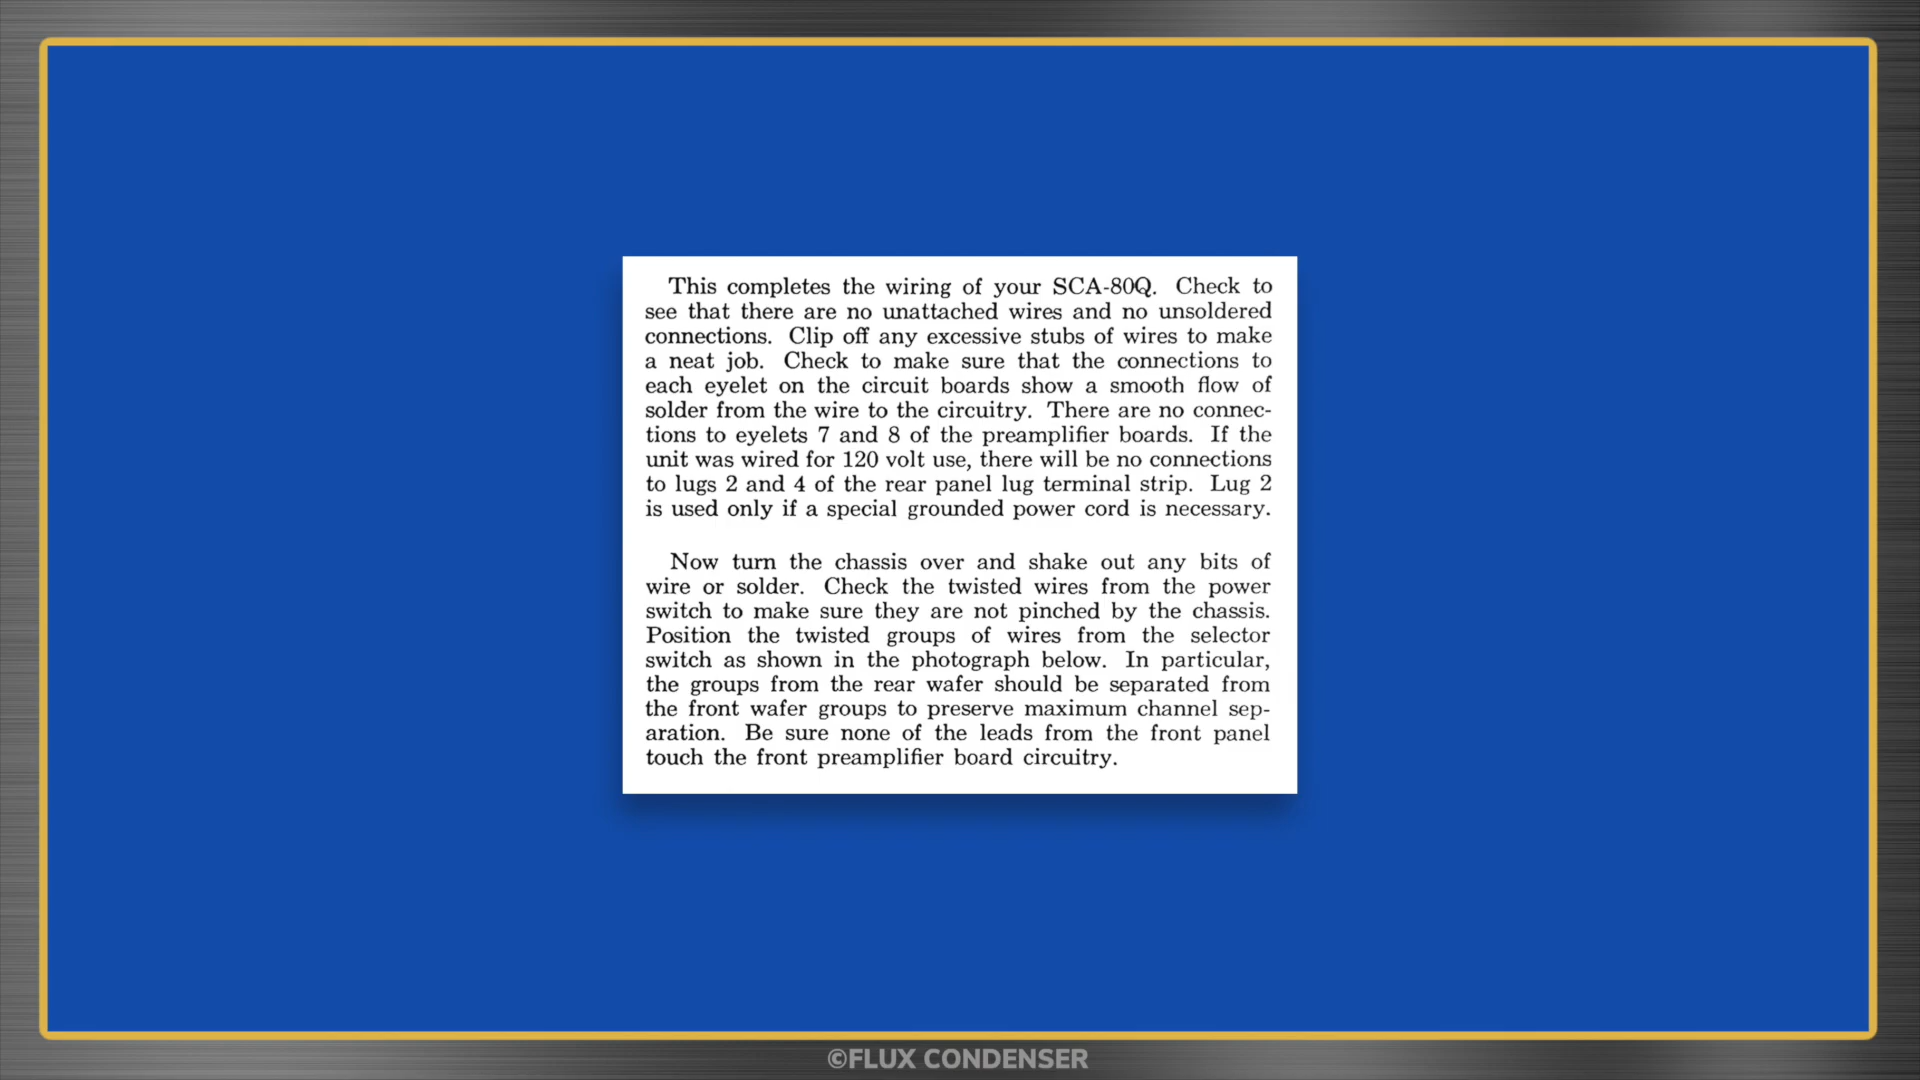 This completes the wiring of your SCA-80Q. Check to
see that there are no unattached wires and no unsoldered
connections. Clip off any excessive stubs of wires to make
a neat job. Check to make sure that the connections to
each eyelet on the circuit boards show a smooth flow of
solder from the wire to the circuitry. There are no connec-
tions to eyelets 7 and 8 of the preamplifier boards. If the
unit was wired for 120 volt use, there will be no connections
to lugs 2 and 4 of the rear panel lug terminal strip. Lug 2
is used only if a special grounded power cord is necessary.
Now turn the chassis over and shake out any bits of
wire or solder. Check the twisted wires from the power
switch to make sure they are not pinched by the chassis.
Position the twisted groups of wires from the selector
switch as shown in the photograph below. In particular,
the groups from the rear wafer should be separated from
the front wafer groups to preserve maximum channel sep-
aration. Be sure none of the leads from the front panel
touch the front preamplifier board circuitry.
©FLUX CONDENSER